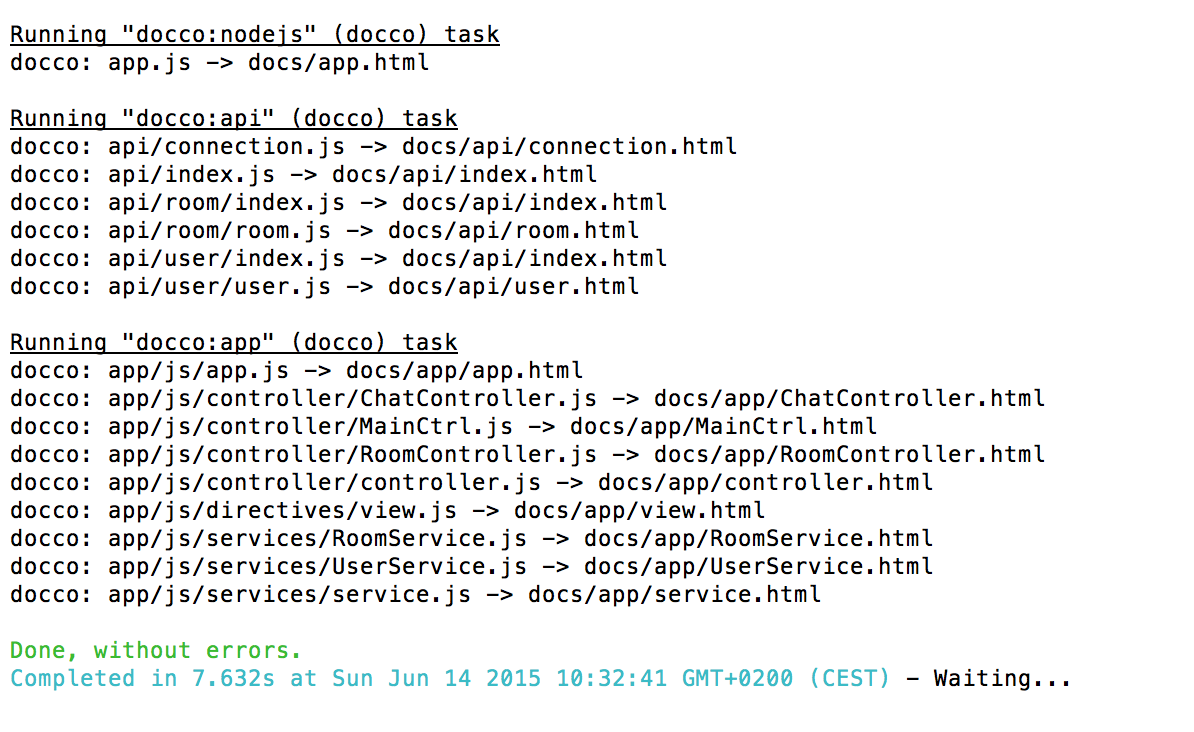 Running "docco:nodejs" (docco) task
docco: app.js -> docs/app.html
Running "docco:api" (docco) task
docco: api/connection.js -> docs/api/connection.html
docco: api/index.js -> docs/api/index.html
docco: api/room/index.js -> docs/api/index.html
docco: api/room/room.js -> docs/api/room.html
docco: api/user/index.js -> docs/api/index.html
docco: api/user/user.js -> docs/api/user.html
Running "docco:app" (docco) task
docco: app/js/app.js -> docs/app/app.html
docco: app/js/controller/ChatController.js -> docs/app/ChatController.html
docco: app/js/controller/MainCtrl.js -> docs/app/MainCtrl.html
docco: app/js/controller/RoomController.js -> docs/app/RoomController.html
docco: app/js/controller/controller.js -> docs/app/controller.html
docco: app/js/directives/view.js -> docs/app/view.html
docco: app/js/services/RoomService.js -> docs/app/RoomService.html
docco: app/js/services/UserService.js -> docs/app/UserService.html
docco: app/js/services/service.js -> docs/app/service.html
Done, without errors.
Completed in 7.632s at Sun Jun 14 2015 10:32:41 GMT+0200 (CEST) - Waiting...